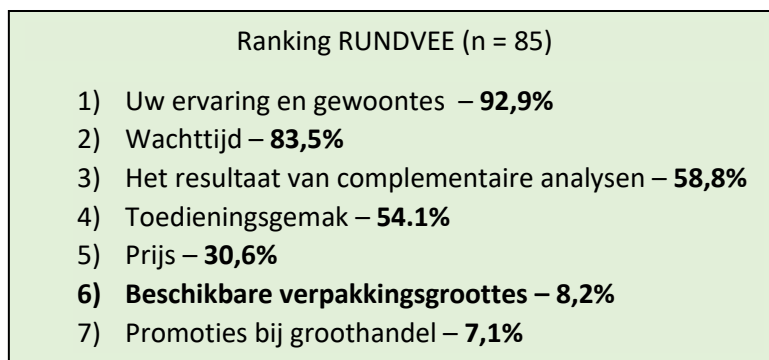 Ranking RUNDVEE (n = 85)
1) Uw ervaring en gewoontes – 92,9%
2) Wachttijd – 83,5%
3) Het resultaat van complementaire analysen – 58,8%
4) Toedieningsgemak – 54.1%
5) Prijs – 30,6%
6) Beschikbare verpakkingsgroottes – 8,2%
7) Promoties bij groothandel – 7,1%